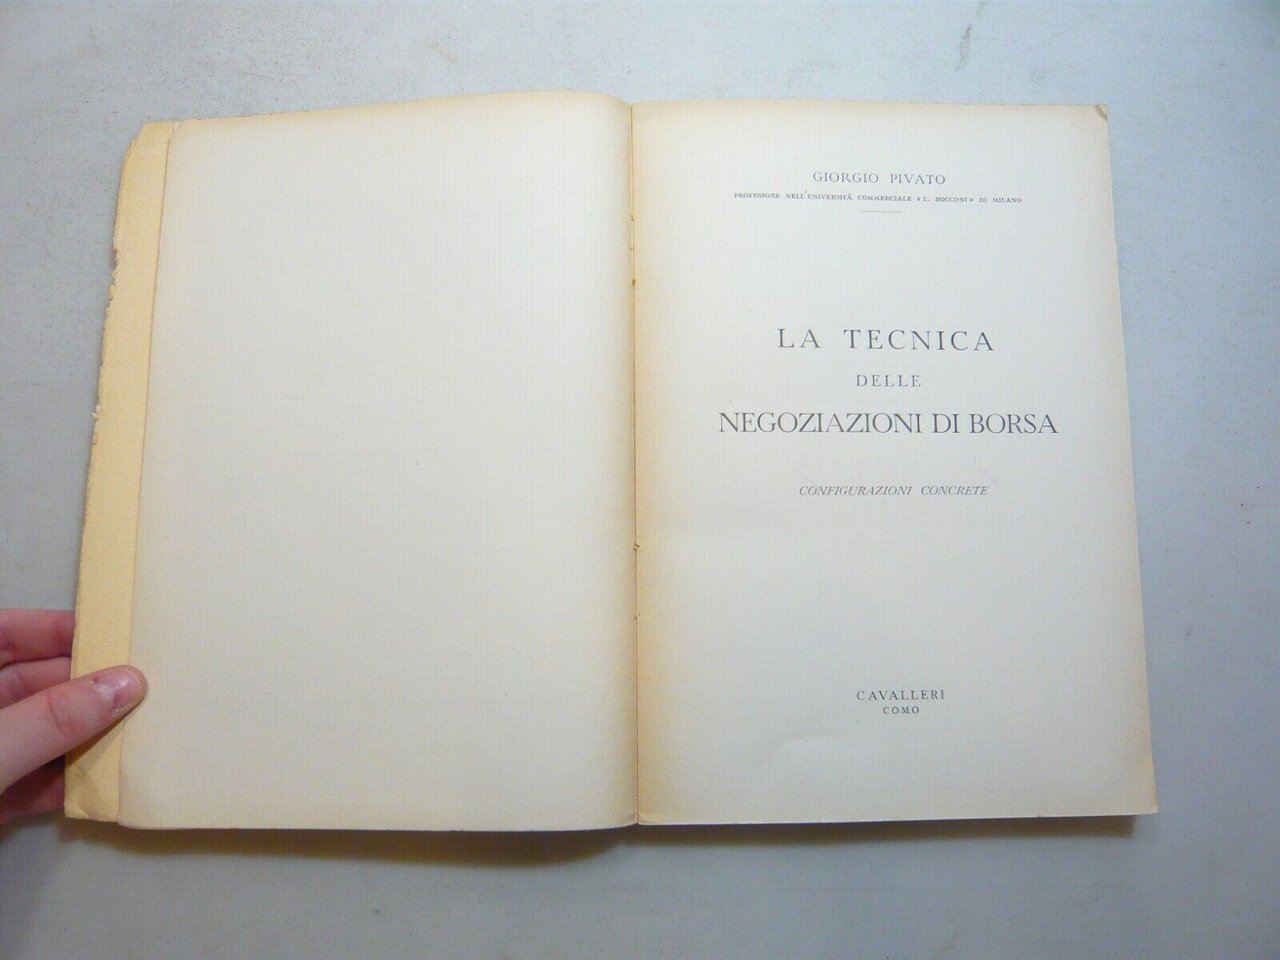 GIORGIO PIVATO
PROFESSORE NELL'UNIVERSITÀ COMMERCIALE «L. BOCCONI» DI MILANO
LA TECNICA
DELLE
NEGOZIAZIONI DI BORSA
CONFIGURAZIONI CONCRETE
CAVALLERI
COMO